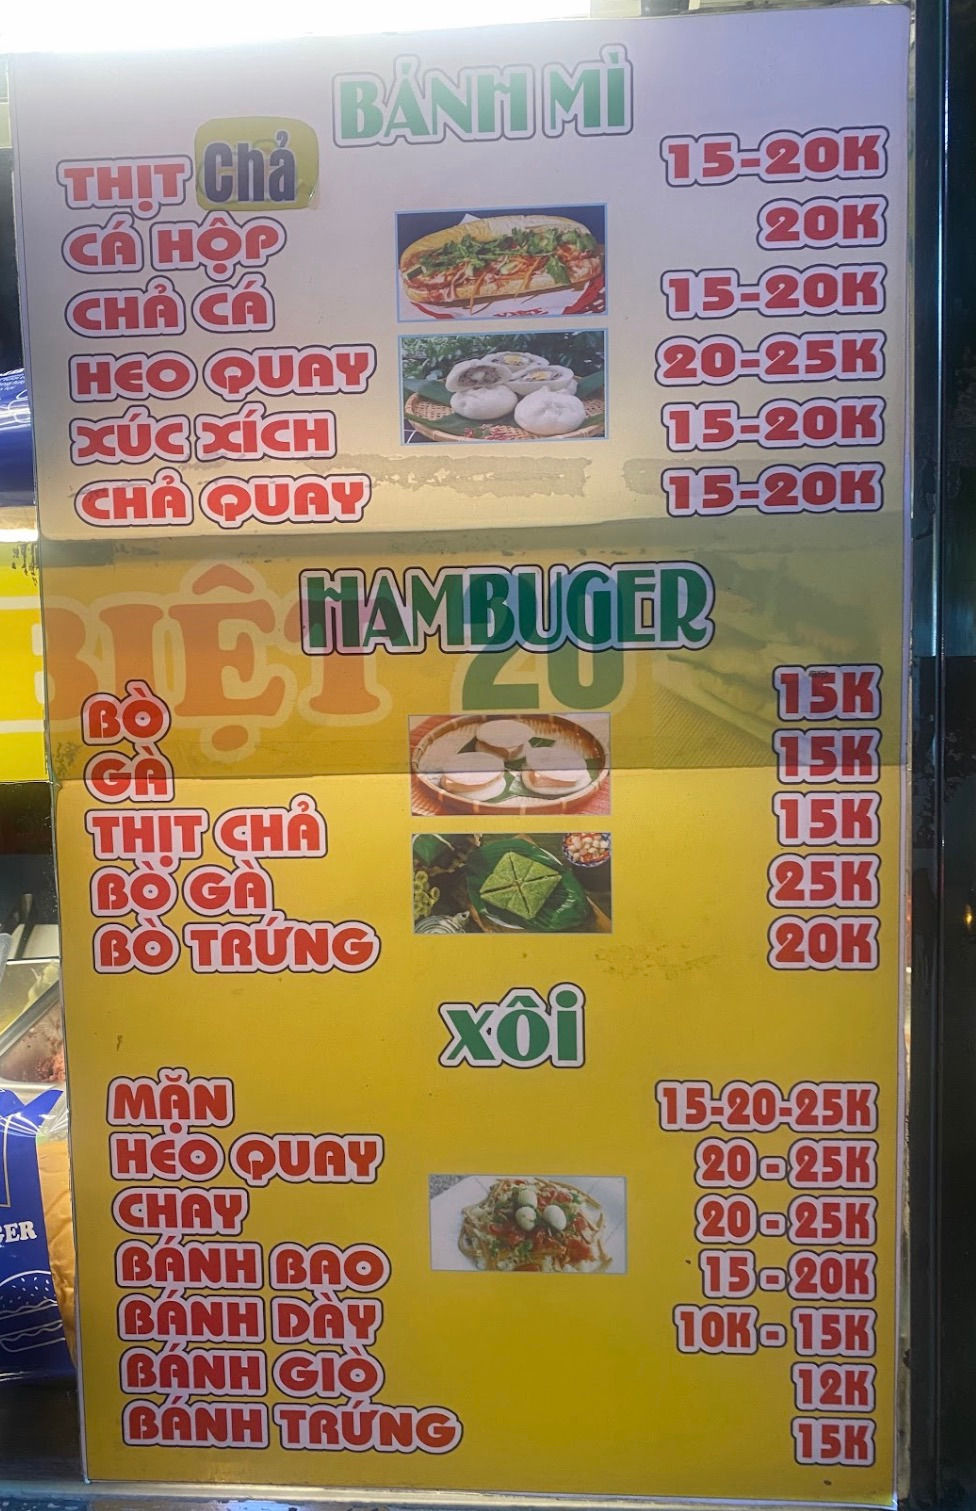 BÁNH MÌ
THỊT Chả 15-20K
CÁ HỘP 20K
CHẢ CÁ 15-20K
HEO QUAY 20-25K
XÚC XÍCH 15-20K
CHẢ QUAY 15-20K
BIỆT 20
HAMBUGER
BÒ 15K
GÀ 15K
THỊT CHẢ 15K
BÒ GÀ 25K
BÒ TRỨNG 20K
XÔI
MẶN 15-20-25K
HEO QUAY 20 - 25K
CHAY 20 - 25K
BÁNH BAO 15 - 20K
BÁNH DÀY 10K - 15K
BÁNH GIÒ 12K
BÁNH TRỨNG 15K
GER